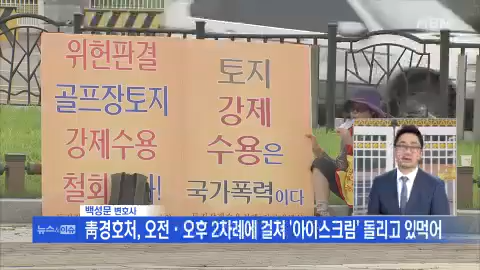 MBN
위헌판결
골프장토지
강제수용
철회
!
토지
강제
수용은
국가폭력이다
백성문 변호사
뉴스&이슈
靑경호처, 오전·오후 2차례에 걸쳐 '아이스크림' 돌리고 있먹어